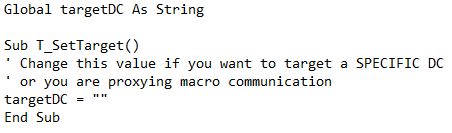 Global targetDC As String
Sub T_SetTarget()
' Change this value if you want to target a SPECIFIC DC
' or you are proxying macro communication
targetDC = ""
End Sub